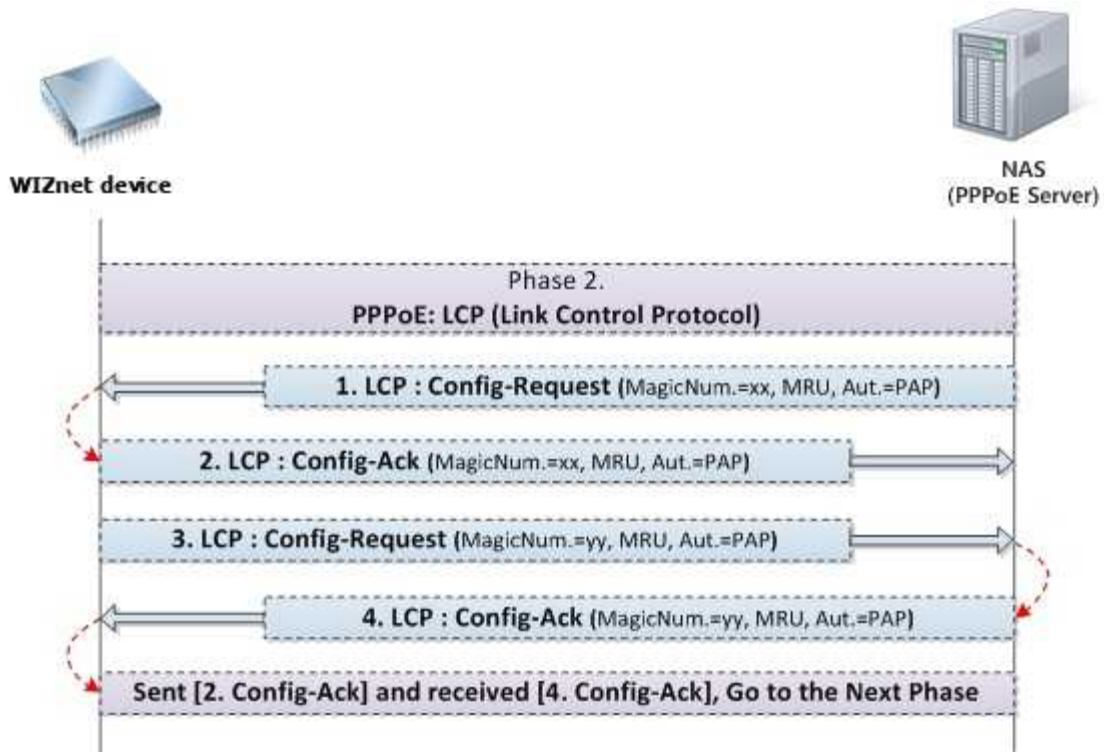 WIZnet device
NAS
(PPPoE Server)
Phase 2.
PPPoE: LCP (Link Control Protocol)
1. LCP : Config-Request (MagicNum.=xx, MRU, Aut.=PAP)
2. LCP : Config-Ack (MagicNum.=xx, MRU, Aut.=PAP)
3. LCP : Config-Request (MagicNum.=yy, MRU, Aut.=PAP)
4. LCP : Config-Ack (MagicNum.=yy, MRU, Aut.=PAP)
Sent [2. Config-Ack] and received [4. Config-Ack], Go to the Next Phase